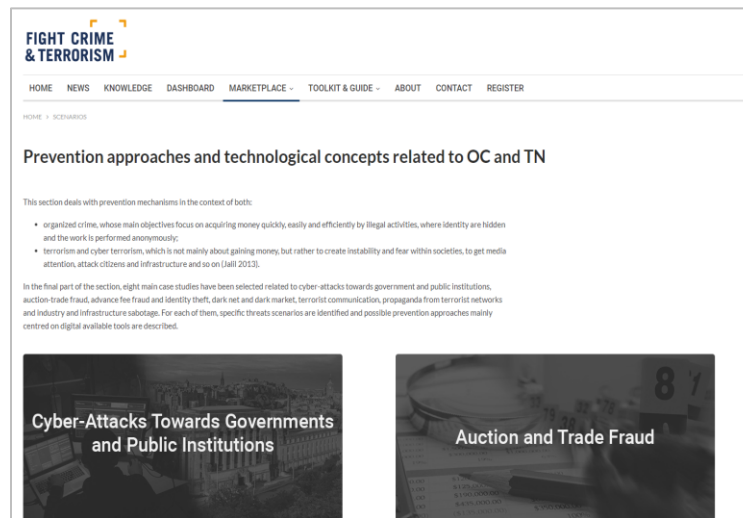 FIGHT CRIME
& TERRORISM
HOME NEWS KNOWLEDGE DASHBOARD MARKETPLACE TOOLKIT & GUIDE ABOUT CONTACT REGISTER
HOME > SCENARIOS
Prevention approaches and technological concepts related to OC and TN
This section deals with prevention mechanisms in the context of both:
• organized crime, whose main objectives focus on acquiring money quickly, easily and efficiently by illegal activities, where identity are hidden
and the work is performed anonymously;
• terrorism and cyber terrorism, which is not mainly about gaining money, but rather to create instability and fear within societies, to get media
attention, attack citizens and infrastructure and so on (Jalil 2013).
In the final part of the section, eight main case studies have been selected related to cyber-attacks towards government and public institutions,
auction-trade fraud, advance fee fraud and identity theft, dark net and dark market, terrorist communication, propaganda from terrorist networks
and industry and infrastructure sabotage. For each of them, specific threats scenarios are identified and possible prevention approaches mainly
centred on digital available tools are described.
Cyber-Attacks Towards Governments
and Public Institutions
Auction and Trade Fraud